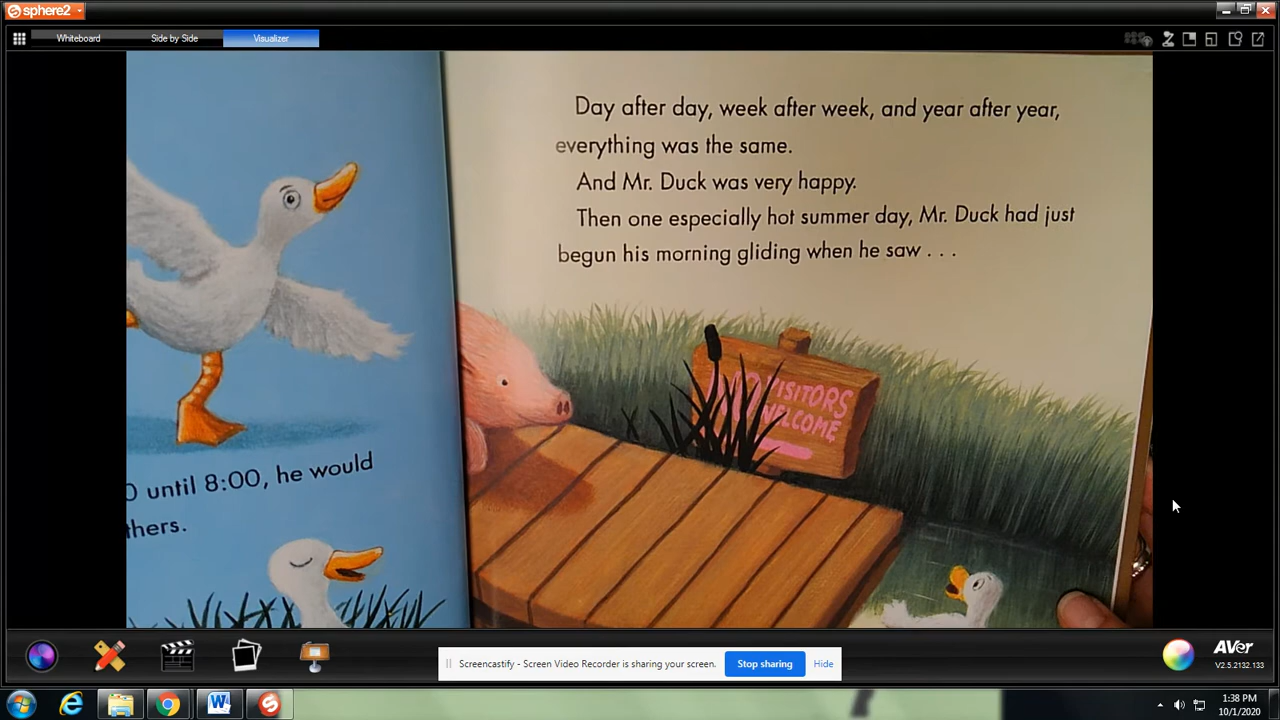 sphere2
Whiteboard
Side by Side
Visualizer
Day after day, week after week, and year after year,
everything was the same.
And Mr. Duck was very happy.
Then one especially hot summer day, Mr. Duck had just
begun his morning gliding when he saw . . .
VISITORS
WELCOME
0 until 8:00, he would
thers.
Screencastify - Screen Video Recorder is sharing your screen.
Stop sharing
Hide
AVer
V2.5.2132.133
1:38 PM
10/1/2020